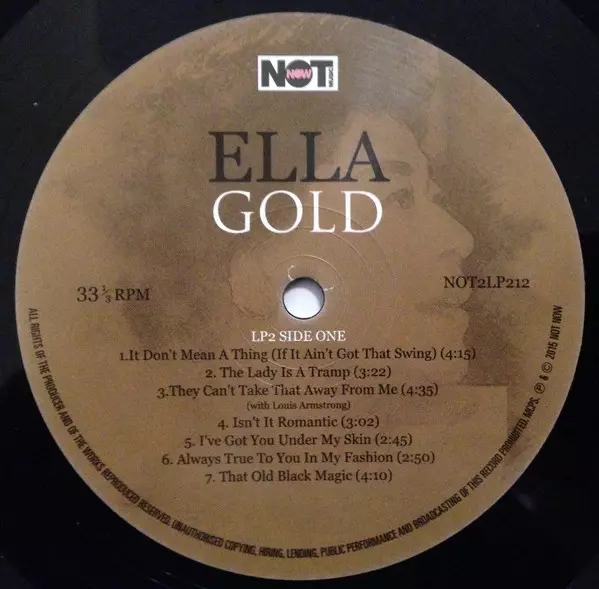 NOT NOW MUSIC
ELLA
GOLD
33 ⅓ RPM
NOT2LP212
LP2 SIDE ONE
1.It Don't Mean A Thing (If It Ain't Got That Swing) (4:15)
2. The Lady Is A Tramp (3:22)
3.They Can't Take That Away From Me (4:35)
(with Louis Armstrong)
4. Isn't It Romantic (3:02)
5. I've Got You Under My Skin (2:45)
6. Always True To You In My Fashion (2:50)
7. That Old Black Magic (4:10)
ALL RIGHTS OF THE PRODUCER AND OF THE WORKS REPRODUCED RESERVED. UNAUTHORISED COPYING, HIRING, LENDING, PUBLIC PERFORMANCE AND BROADCASTING OF THIS RECORD PROHIBITED, MCPS. ℗ & © 2015 NOT NOW